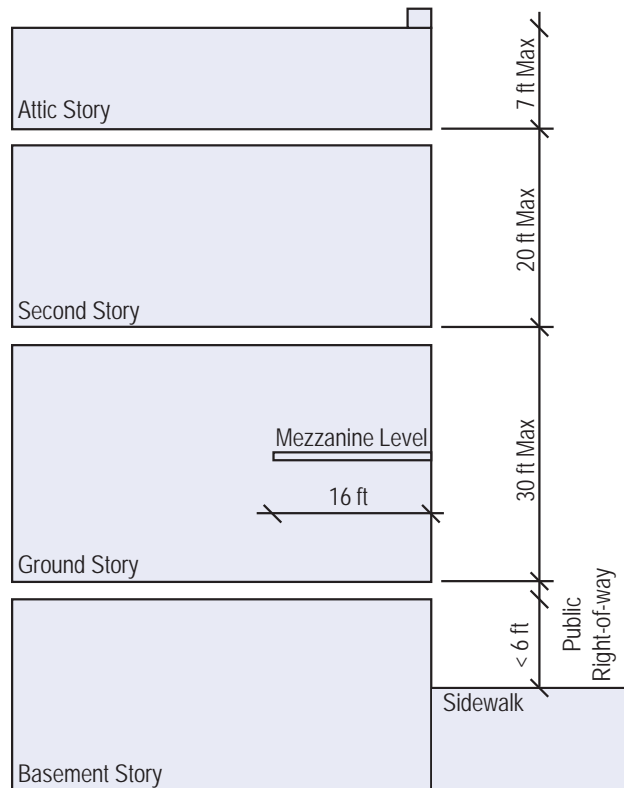 7 ft Max
Attic Story
20 ft Max
Second Story
Mezzanine Level
30 ft Max
16 ft
Ground Story
< 6 ft
Public
Right-of-way
Sidewalk
Basement Story